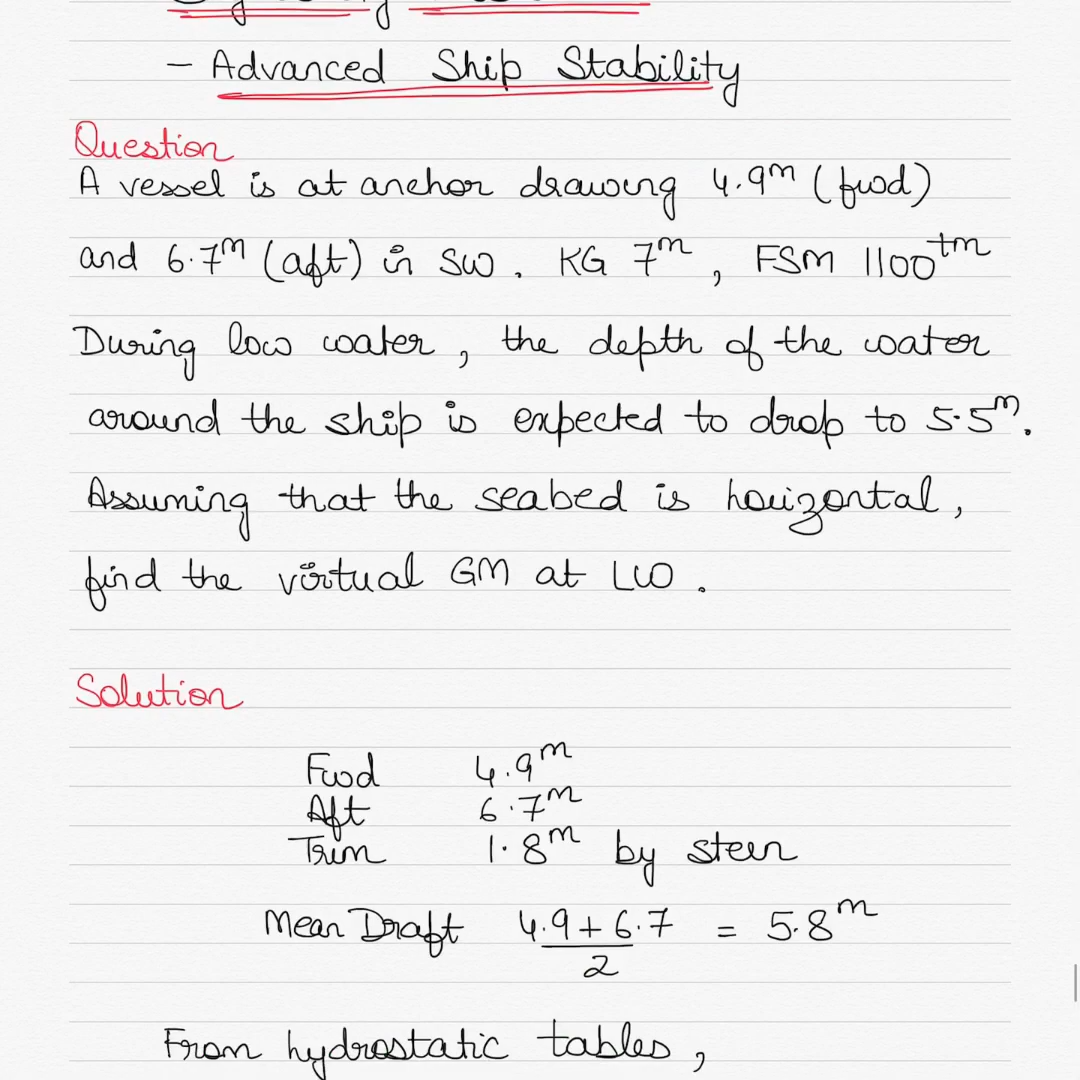 - Advanced Ship Stability
Question
A vessel is at anchor drawing 4.9m (fwd)
and 6.7m (aft) in SW. KG 7m, FSM 1100tm
During low water, the depth of the water
around the ship is expected to drop to 5.5m.
Assuming that the seabed is horizontal,
find the virtual GM at LW.
Solution
Fwd 4.9m
Aft 6.7m
Trim 1.8m by stern
Mean Draft 4.9+6.7/2 = 5.8m
From hydrostatic tables,